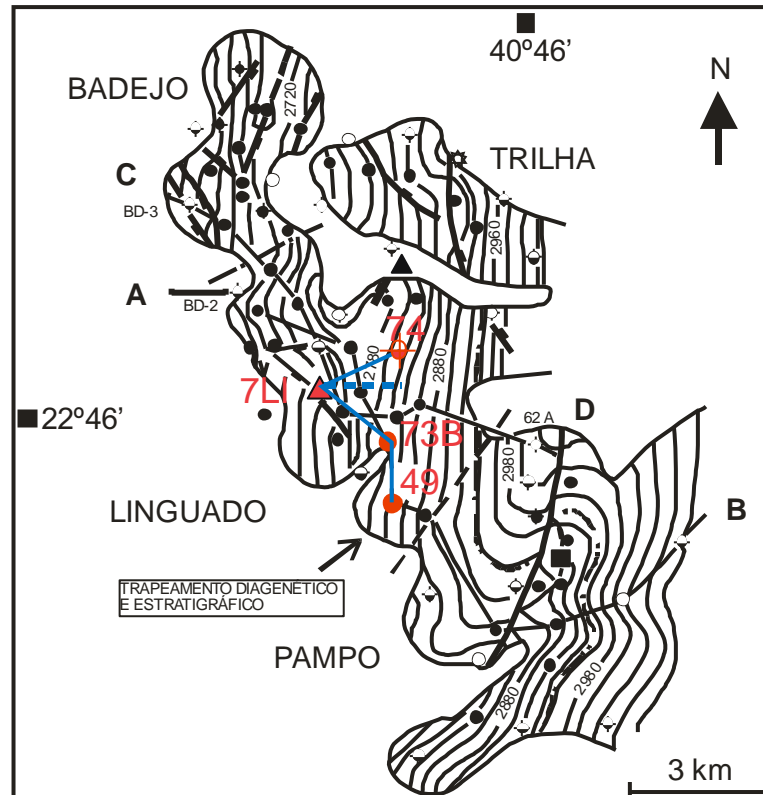 40º46’
N
BADEJO
2720
TRILHA
C
BD-3
2960
A
BD-2
74
2780
2880
7LI
22º46’
62 A
D
73B
2980
49
B
LINGUADO
TRAPEAMENTO DIAGENÉTICO
E ESTRATIGRÁFICO
PAMPO
2880
2980
3 km